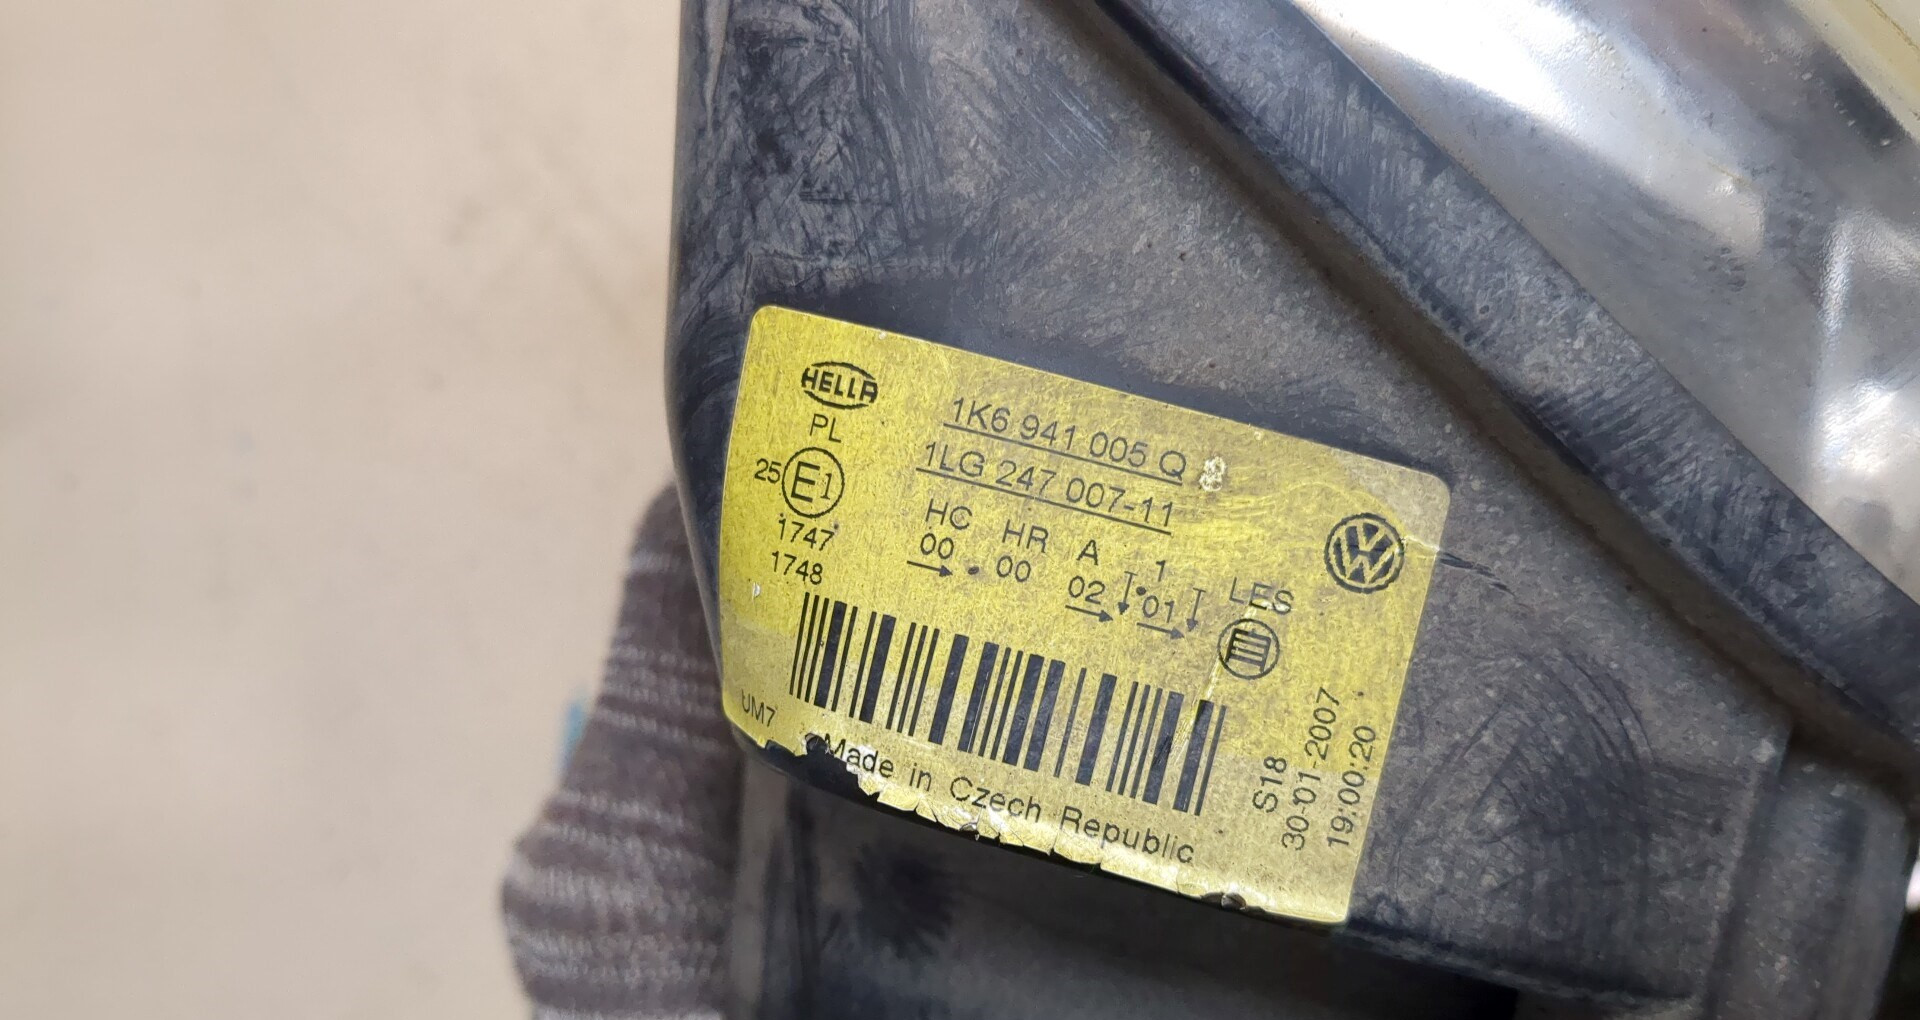 HELLA
PL
25 E1
1747
1748
1K6 941 005 Q
1LG 247 007-11
HC HR A 1
00 00 02 01
LES
UM7
Made in Czech Republic
S18
30-01-2007
19:00:20